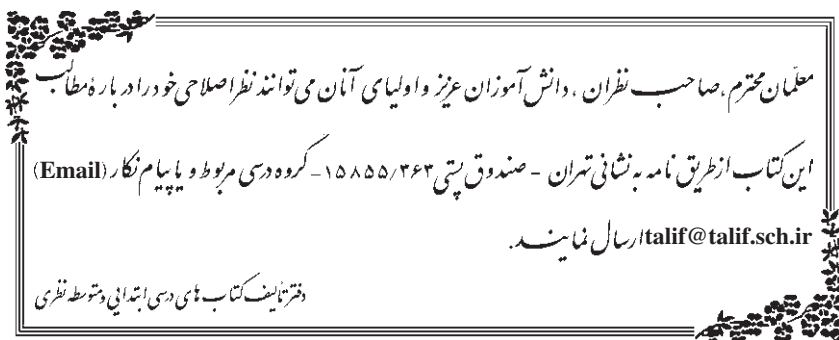 معلّمان محترم، صاحب نظران، دانش آموزان عزیز و اولیای آنان می توانند نظر اصلاحی خود را دربارهٔ مطالب
این کتاب از طریق نامه به نشانی تهران - صندوق پستی ۱۵۸۵۵/۳۶۳ - گروه درسی مربوط و یا پیام نگار (Email)
talif@talif.sch.ir ارسال نمایند.
دفتر تألیف کتاب های درسی ابتدایی و متوسطه نظری